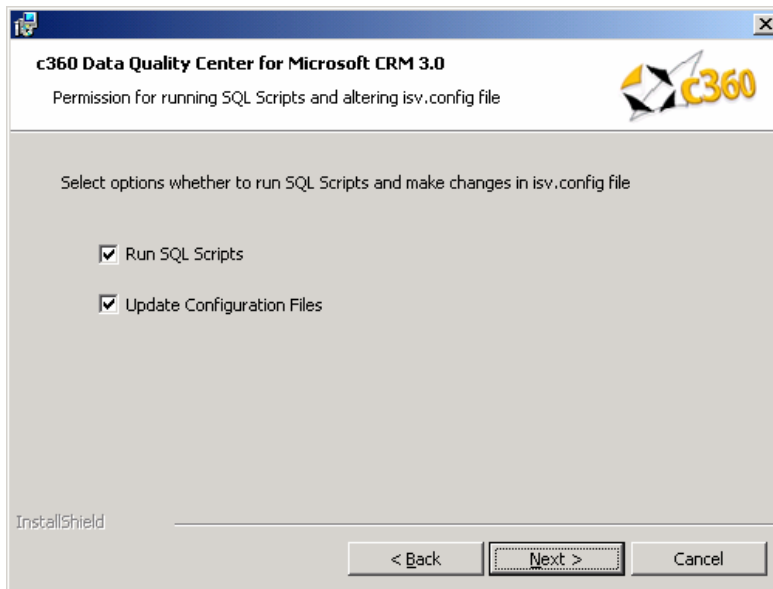 c360 Data Quality Center for Microsoft CRM 3.0
Permission for running SQL Scripts and altering isv.config file
c360
Select options whether to run SQL Scripts and make changes in isv.config file
Run SQL Scripts
Update Configuration Files
InstallShield
< Back
Next >
Cancel